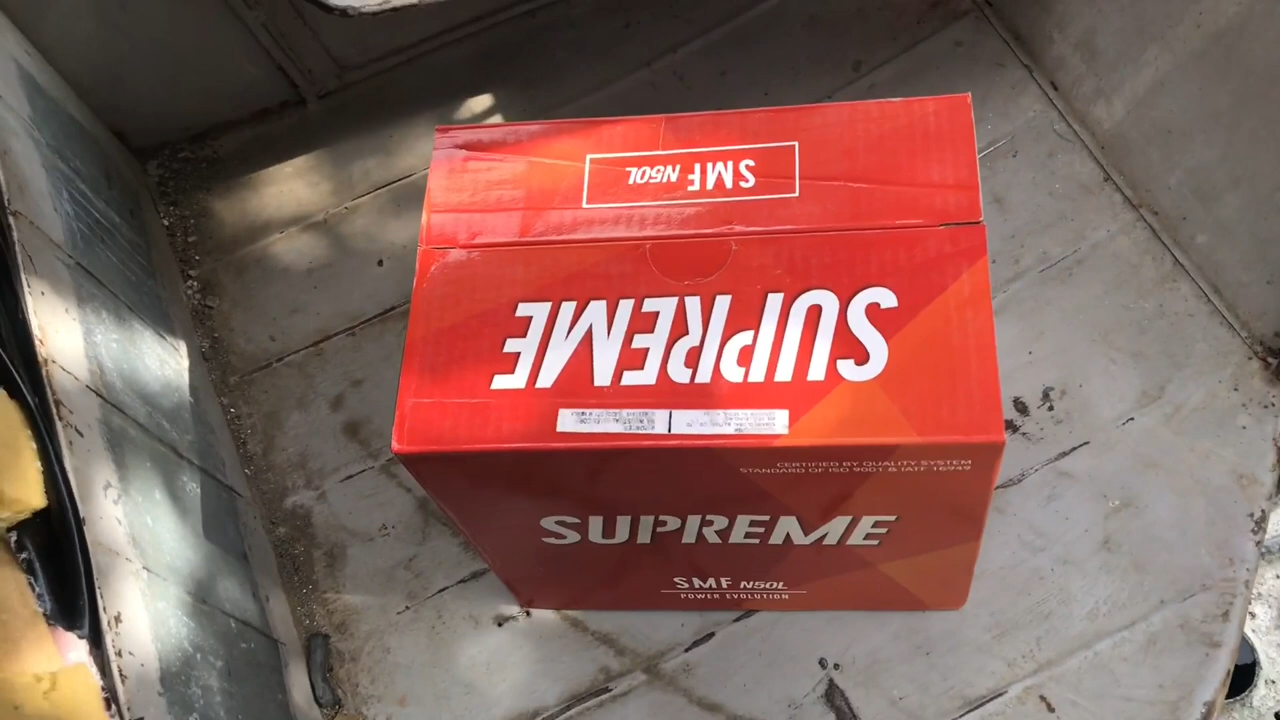 SMF N50L
SUPREME
CERTIFIED BY QUALITY SYSTEM
STANDARD OF ISO 9001 & IATF 16949
SUPREME
SMF N50L
POWER EVOLUTION